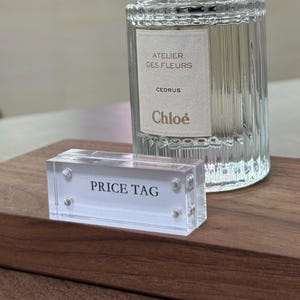 ATELIER
DES FLEURS
CEDRUS
Chloé
PRICE TAG